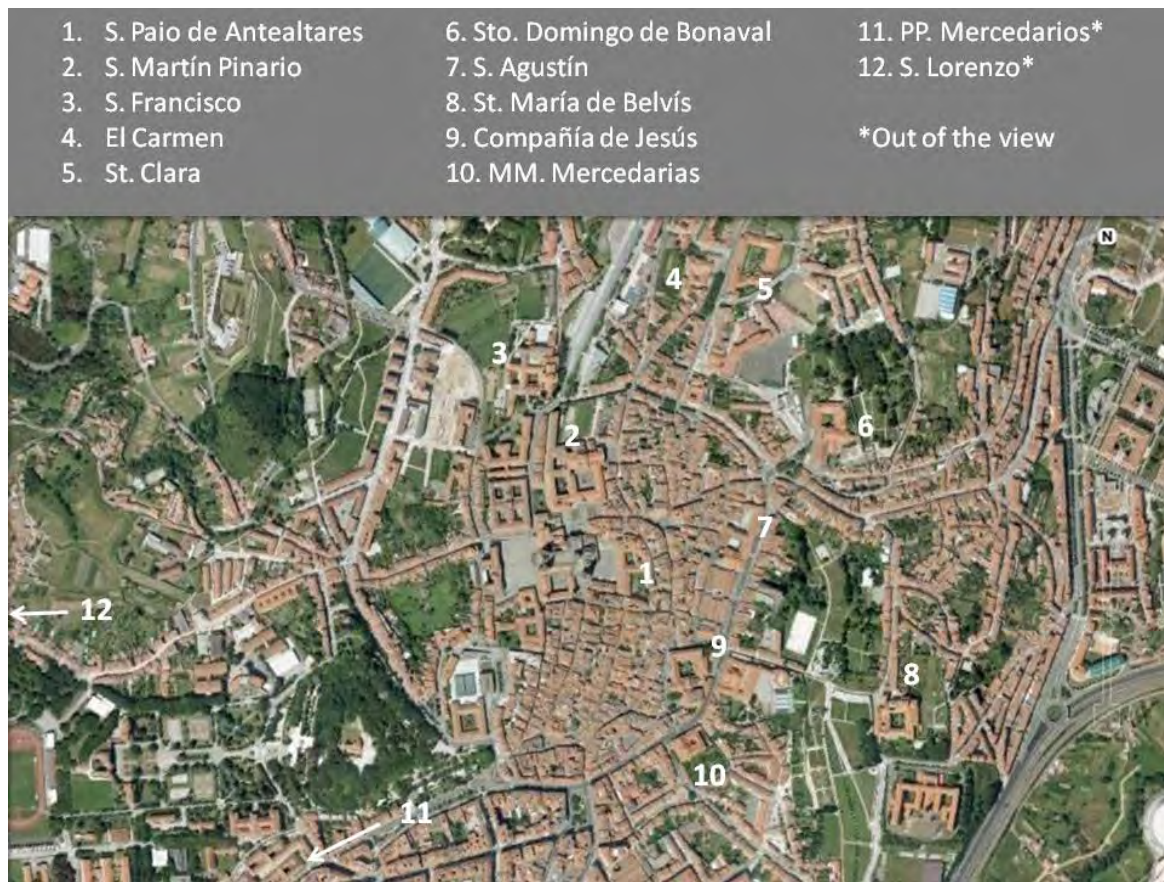 1. S. Paio de Antealtares
2. S. Martín Pinario
3. S. Francisco
4. El Carmen
5. St. Clara
6. Sto. Domingo de Bonaval
7. S. Agustín
8. St. María de Belvís
9. Compañía de Jesús
10. MM. Mercedarias
11. PP. Mercedarios*
12. S. Lorenzo*
*Out of the view
N
4
5
3
6
2
7
1
12
9
8
10
11